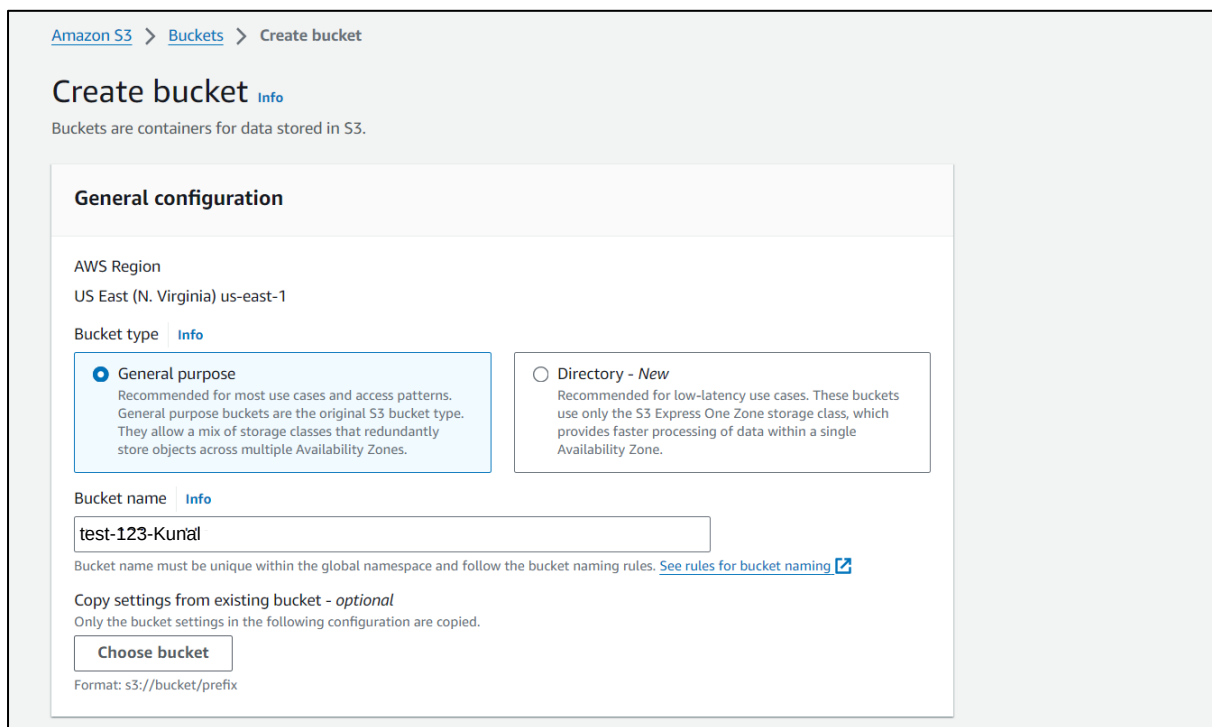 Amazon S3 > Buckets > Create bucket
Create bucket Info
Buckets are containers for data stored in S3.
General configuration
AWS Region
US East (N. Virginia) us-east-1
Bucket type Info
General purpose
Recommended for most use cases and access patterns.
General purpose buckets are the original S3 bucket type.
They allow a mix of storage classes that redundantly
store objects across multiple Availability Zones.
Directory - New
Recommended for low-latency use cases. These buckets
use only the S3 Express One Zone storage class, which
provides faster processing of data within a single
Availability Zone.
Bucket name Info
test-123-Kunal
Bucket name must be unique within the global namespace and follow the bucket naming rules. See rules for bucket naming
Copy settings from existing bucket - optional
Only the bucket settings in the following configuration are copied.
Choose bucket
Format: s3://bucket/prefix